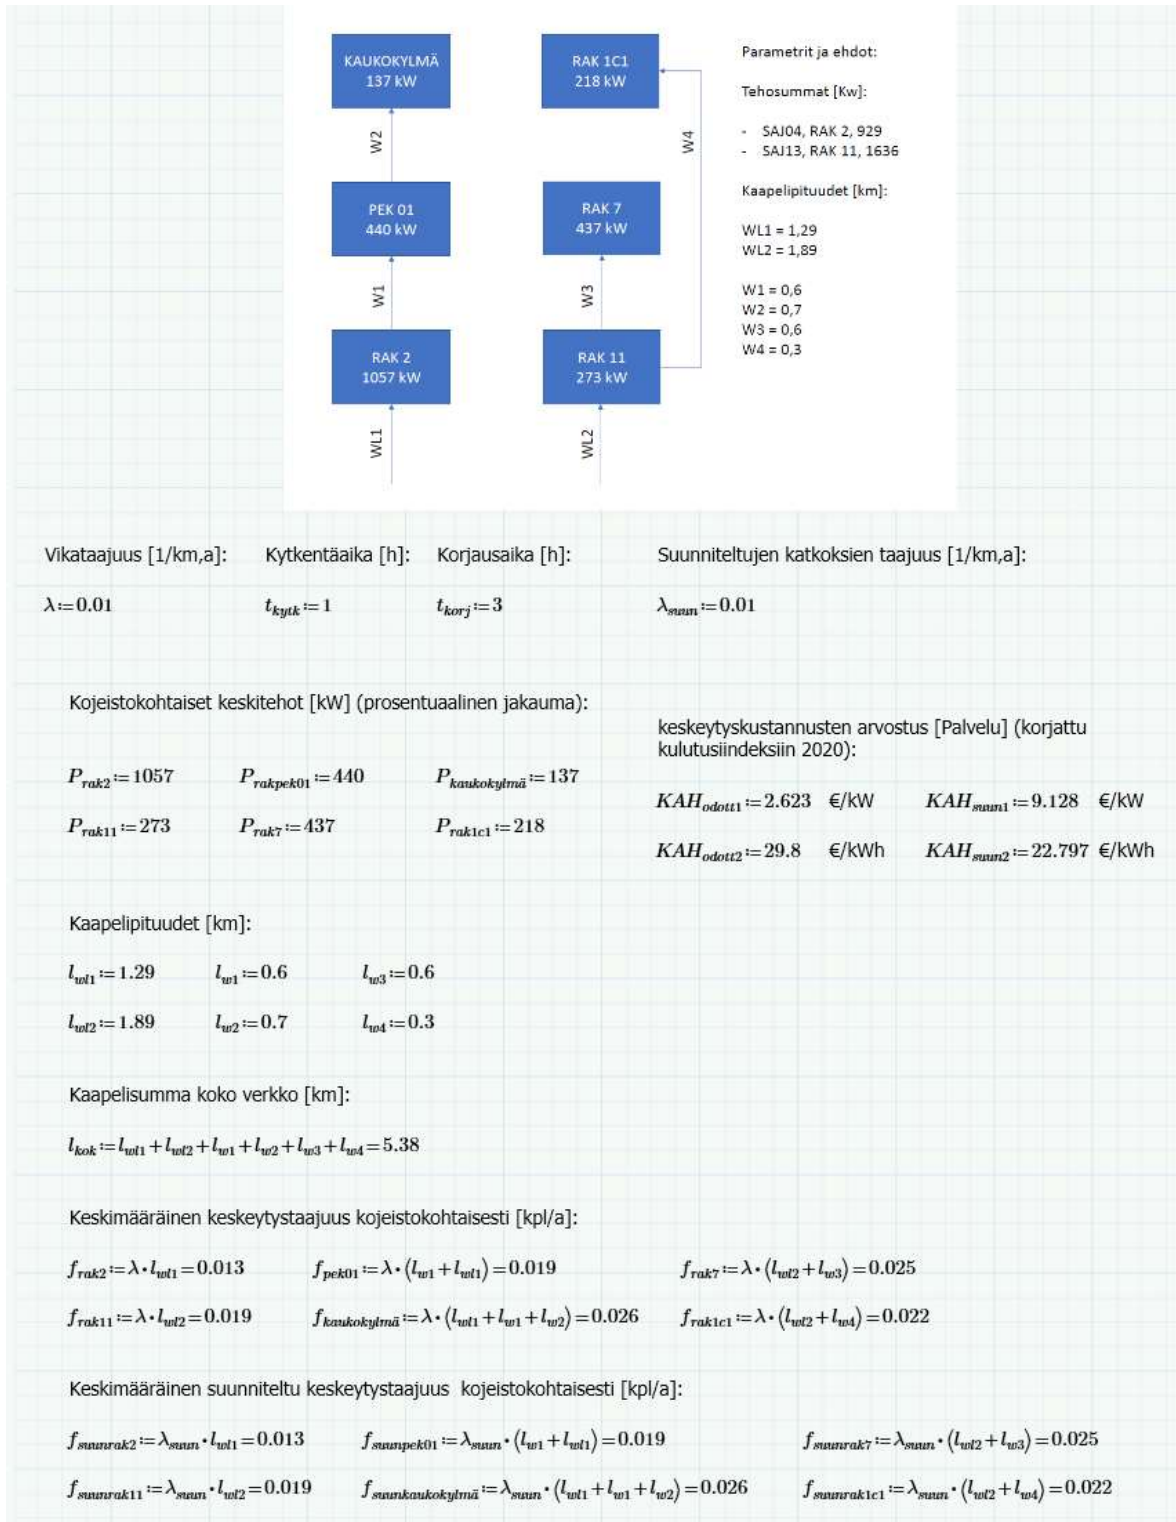 KAUKOKYLMÄ
137 kW
RAK 1C1
218 kW
Parametrit ja ehdot:
Tehosummat [Kw]:
- SAJ04, RAK 2, 929
- SAJ13, RAK 11, 1636
W2
W4
PEK 01
440 kW
RAK 7
437 kW
Kaapelipituudet [km]:
WL1 = 1,29
WL2 = 1,89
W1 = 0,6
W2 = 0,7
W3 = 0,6
W4 = 0,3
W1
W3
RAK 2
1057 kW
RAK 11
273 kW
WL1
WL2
Vikataajuus [1/km,a]: Kytkentäaika [h]: Korjausaika [h]: Suunniteltujen katkoksien taajuus [1/km,a]:
λ:=0.01 t_kytk:=1 t_korj:=3 λ_suun:=0.01
Kojeistokohtaiset keskitehot [kW] (prosentuaalinen jakauma):
keskeytyskustannusten arvostus [Palvelu] (korjattu
kulutusiindeksiin 2020):
P_rak2:=1057 P_rakpek01:=440 P_kaukokylmä:=137
KAH_odott1:=2.623 €/kW KAH_suun1:=9.128 €/kW
P_rak11:=273 P_rak7:=437 P_rak1c1:=218
KAH_odott2:=29.8 €/kWh KAH_suun2:=22.797 €/kWh
Kaapelipituudet [km]:
l_wl1:=1.29 l_w1:=0.6 l_w3:=0.6
l_wl2:=1.89 l_w2:=0.7 l_w4:=0.3
Kaapelisumma koko verkko [km]:
l_kok:=l_wl1+l_wl2+l_w1+l_w2+l_w3+l_w4=5.38
Keskimääräinen keskeytystaajuus kojeistokohtaisesti [kpl/a]:
f_rak2:=λ·l_wl1=0.013 f_pek01:=λ·(l_w1+l_wl1)=0.019 f_rak7:=λ·(l_wl2+l_w3)=0.025
f_rak11:=λ·l_wl2=0.019 f_kaukokylmä:=λ·(l_wl1+l_w1+l_w2)=0.026 f_rak1c1:=λ·(l_wl2+l_w4)=0.022
Keskimääräinen suunniteltu keskeytystaajuus kojeistokohtaisesti [kpl/a]:
f_suunrak2:=λ_suun·l_wl1=0.013 f_suunpek01:=λ_suun·(l_w1+l_wl1)=0.019 f_suunrak7:=λ_suun·(l_wl2+l_w3)=0.025
f_suunrak11:=λ_suun·l_wl2=0.019 f_suunkaukokylmä:=λ_suun·(l_wl1+l_w1+l_w2)=0.026 f_suunrak1c1:=λ_suun·(l_wl2+l_w4)=0.022